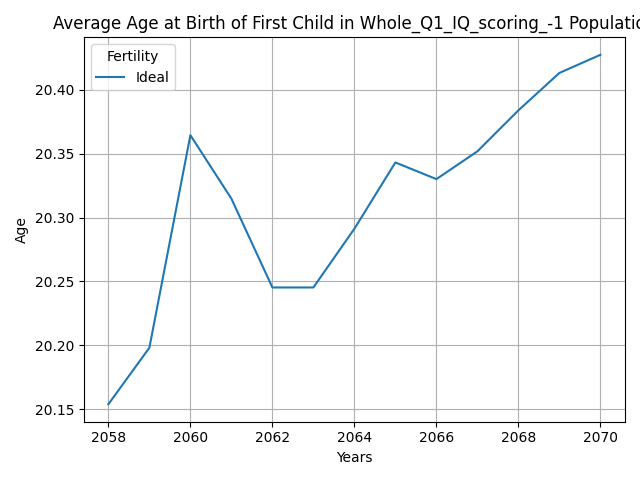 Average Age at Birth of First Child in Whole_Q1_IQ_scoring_-1 Populatio
Fertility
Ideal
20.40
20.35
20.30
20.25
20.20
20.15
Age
2058 2060 2062 2064 2066 2068 2070
Years